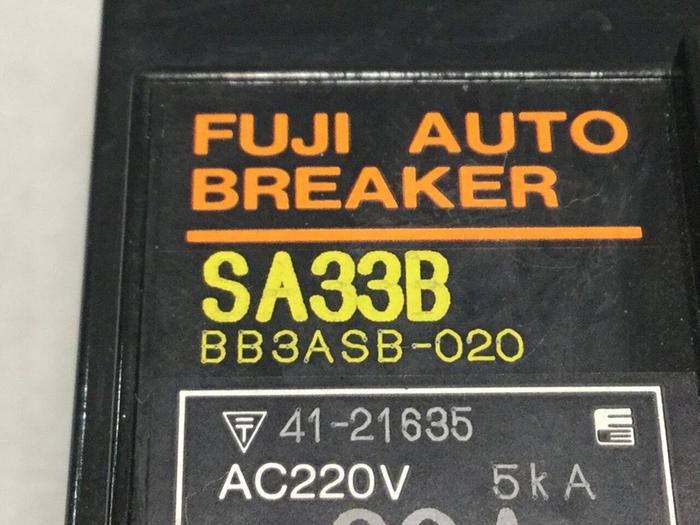 FUJI AUTO
BREAKER
SA33B
BB3ASB-020
41-21635
AC220V 5kA